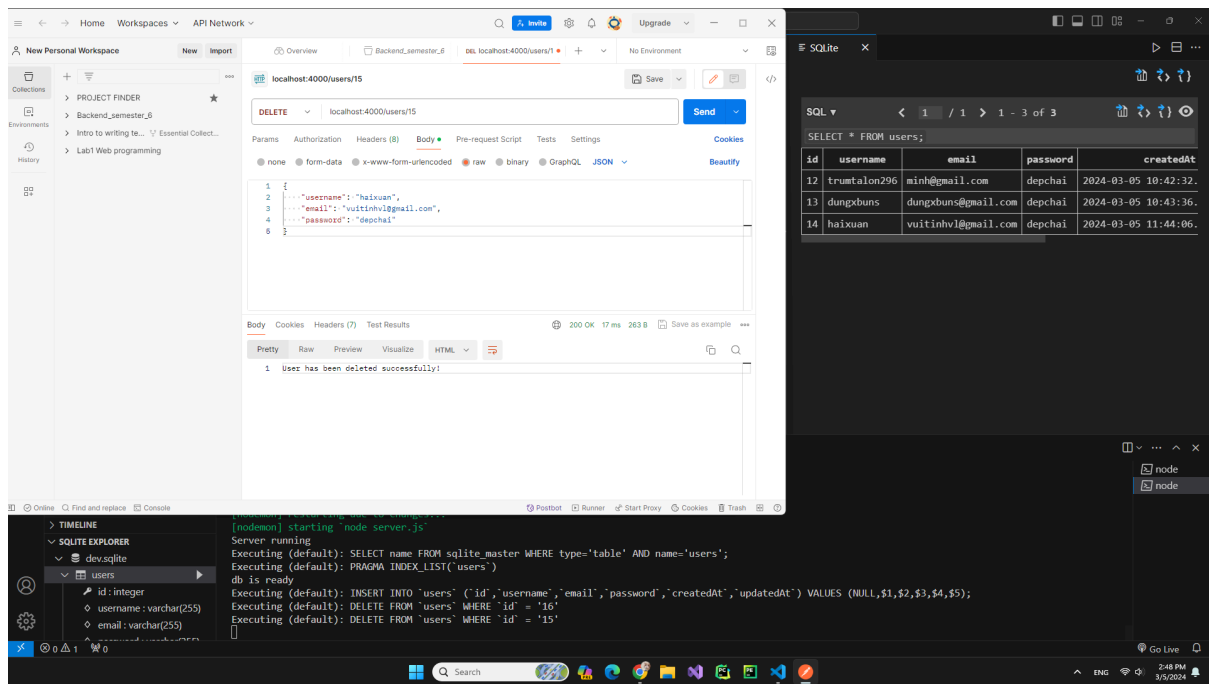 Home Workspaces API Network Invite Upgrade
New Personal Workspace New Import
Overview Backend_semester_6 DEL localhost:4000/users/1 No Environment
Collections
Environments
History
PROJECT FINDER
Backend_semester_6
Intro to writing te... Essential Collect...
Lab1 Web programming
HTTP localhost:4000/users/15 Save
DELETE localhost:4000/users/15 Send
Params Authorization Headers (8) Body Pre-request Script Tests Settings Cookies
none form-data x-www-form-urlencoded raw binary GraphQL JSON Beautify
1 {
2 "username": "haixuan",
3 "email": "vuitinhvl@gmail.com",
4 "password": "depchai"
5 }
Body Cookies Headers (7) Test Results 200 OK 17 ms 263 B Save as example
Pretty Raw Preview Visualize HTML
1 User has been deleted successfully!
Online Find and replace Console Postbot Runner Start Proxy Cookies Trash
SQLite
SQL 1 / 1 1 - 3 of 3
SELECT * FROM users;
id username email password createdAt
12 trumtalon296 minh@gmail.com depchai 2024-03-05 10:42:32.
13 dungxbuns dungxbuns@gmail.com depchai 2024-03-05 10:43:36.
14 haixuan vuitinhvl@gmail.com depchai 2024-03-05 11:44:06.
node
node
TIMELINE
SQLITE EXPLORER
dev.sqlite
users
id : integer
username : varchar(255)
email : varchar(255)
[nodemon] restarting due to changes...
[nodemon] starting `node server.js`
Server running
Executing (default): SELECT name FROM sqlite_master WHERE type='table' AND name='users';
Executing (default): PRAGMA INDEX_LIST(`users`)
db is ready
Executing (default): INSERT INTO `users` (`id`,`username`,`email`,`password`,`createdAt`,`updatedAt`) VALUES (NULL,$1,$2,$3,$4,$5);
Executing (default): DELETE FROM `users` WHERE `id` = '16'
Executing (default): DELETE FROM `users` WHERE `id` = '15'
0 1 0 Go Live
Search ENG 2:48 PM
3/5/2024